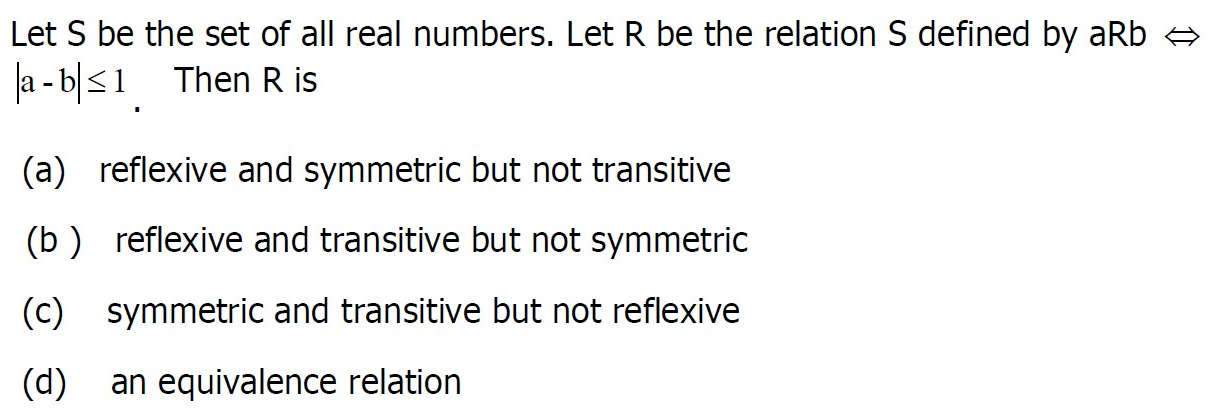 Let S be the set of all real numbers. Let R be the relation S defined by aRb ⇔
|a - b| ≤ 1 . Then R is
(a) reflexive and symmetric but not transitive
(b ) reflexive and transitive but not symmetric
(c) symmetric and transitive but not reflexive
(d) an equivalence relation